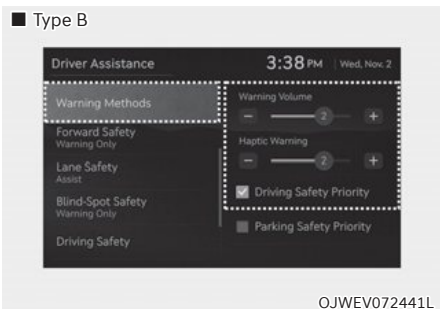 ■ Type B
Driver Assistance
3:38 PM Wed, Nov. 2
Warning Methods
Forward Safety
Warning Only
Lane Safety
Assist
Blind-Spot Safety
Warning Only
Driving Safety
Warning Volume
– 2 +
Haptic Warning
– 2 +
Driving Safety Priority
Parking Safety Priority
OJWEV072441L